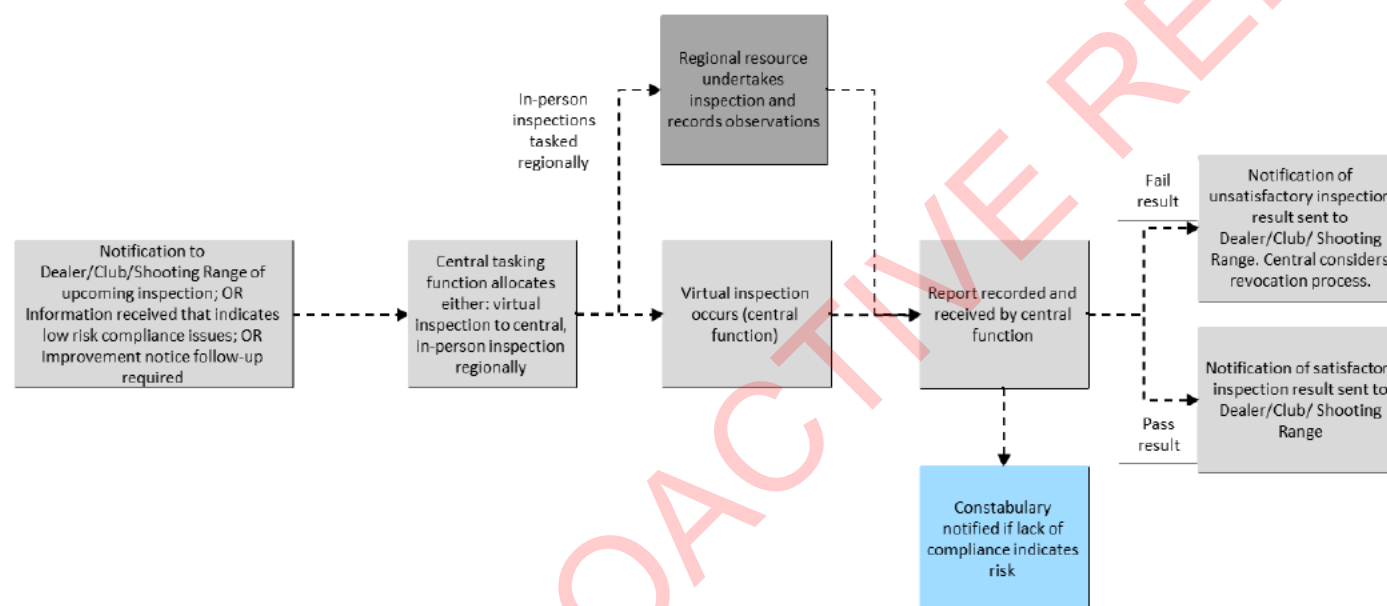 Regional resource
undertakes
inspection and
records observations
In-person
inspections
tasked
regionally
Notification to
Dealer/Club/Shooting Range of
upcoming inspection; OR
Information received that indicates
low risk compliance issues; OR
Improvement notice follow-up
required
Central tasking
function allocates
either: virtual
inspection to central,
in-person inspection
regionally
Virtual inspection
occurs (central
function)
Report recorded and
received by central
function
Fail
result
Notification of
unsatisfactory inspection
result sent to
Dealer/Club/ Shooting
Range. Central considers
revocation process.
Pass
result
Notification of satisfactor
inspection result sent to
Dealer/Club/ Shooting
Range
Constabulary
notified if lack of
compliance indicates
risk
OACTIVE RE